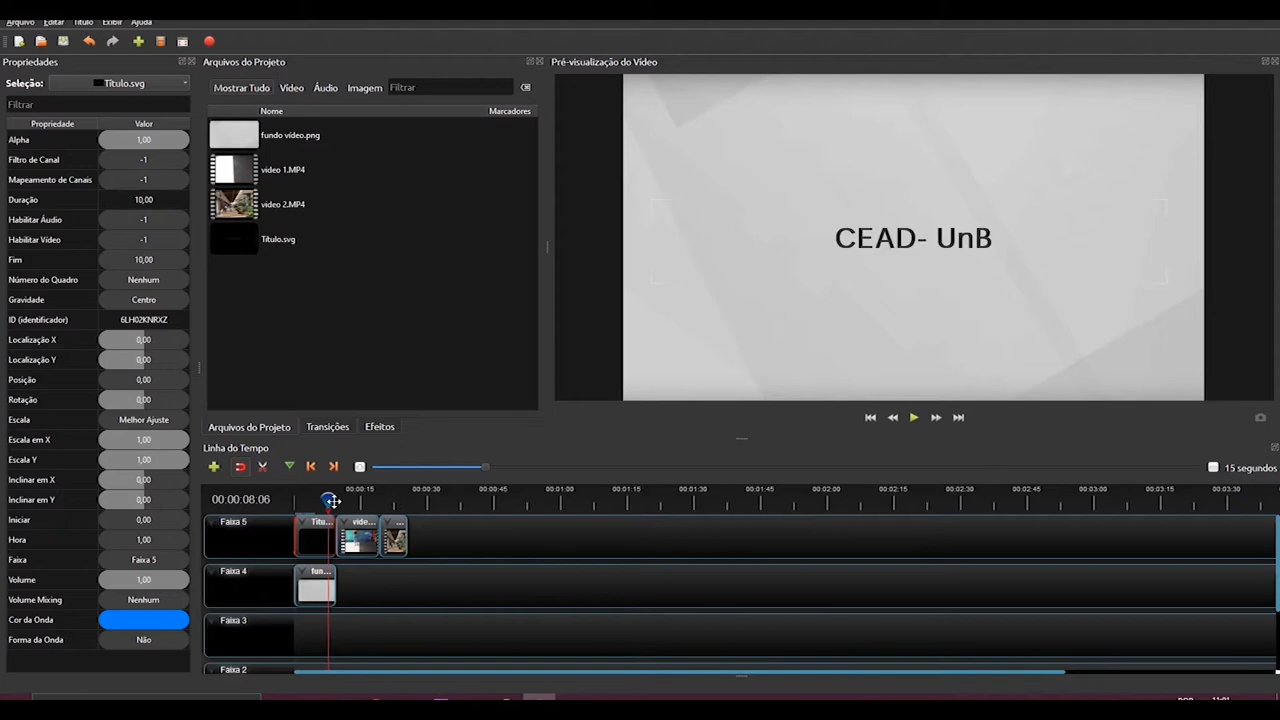 Arquivo Editar Título Exibir Ajuda
Propriedades
Seleção: Título.svg
Filtrar
Propriedade Valor
Alpha 1,00
Filtro de Canal -1
Mapeamento de Canais -1
Duração 10,00
Habilitar Áudio -1
Habilitar Vídeo -1
Fim 10,00
Número do Quadro Nenhum
Gravidade Centro
ID (identificador) 6LH02KNRXZ
Localização X 0,00
Localização Y 0,00
Posição 0,00
Rotação 0,00
Escala Melhor Ajuste
Escala em X 1,00
Escala Y 1,00
Inclinar em X 0,00
Inclinar em Y 0,00
Iniciar 0,00
Hora 1,00
Faixa Faixa 5
Volume 1,00
Volume Mixing Nenhum
Cor da Onda
Forma da Onda Não
Arquivos do Projeto
Mostrar Tudo Vídeo Áudio Imagem Filtrar
Nome Marcadores
fundo vídeo.png
video 1.MP4
video 2.MP4
Título.svg
Arquivos do Projeto Transições Efeitos
Pré-visualização do Vídeo
CEAD- UnB
Linha do Tempo
15 segundos
00:00:08:06
00:00:15 00:00:30 00:00:45 00:01:00 00:01:15 00:01:30 00:01:45 00:02:00 00:02:15 00:02:30 00:02:45 00:03:00 00:03:15 00:03:30
Faixa 5 Títu... vide... ...
Faixa 4 fun...
Faixa 3
Faixa 2